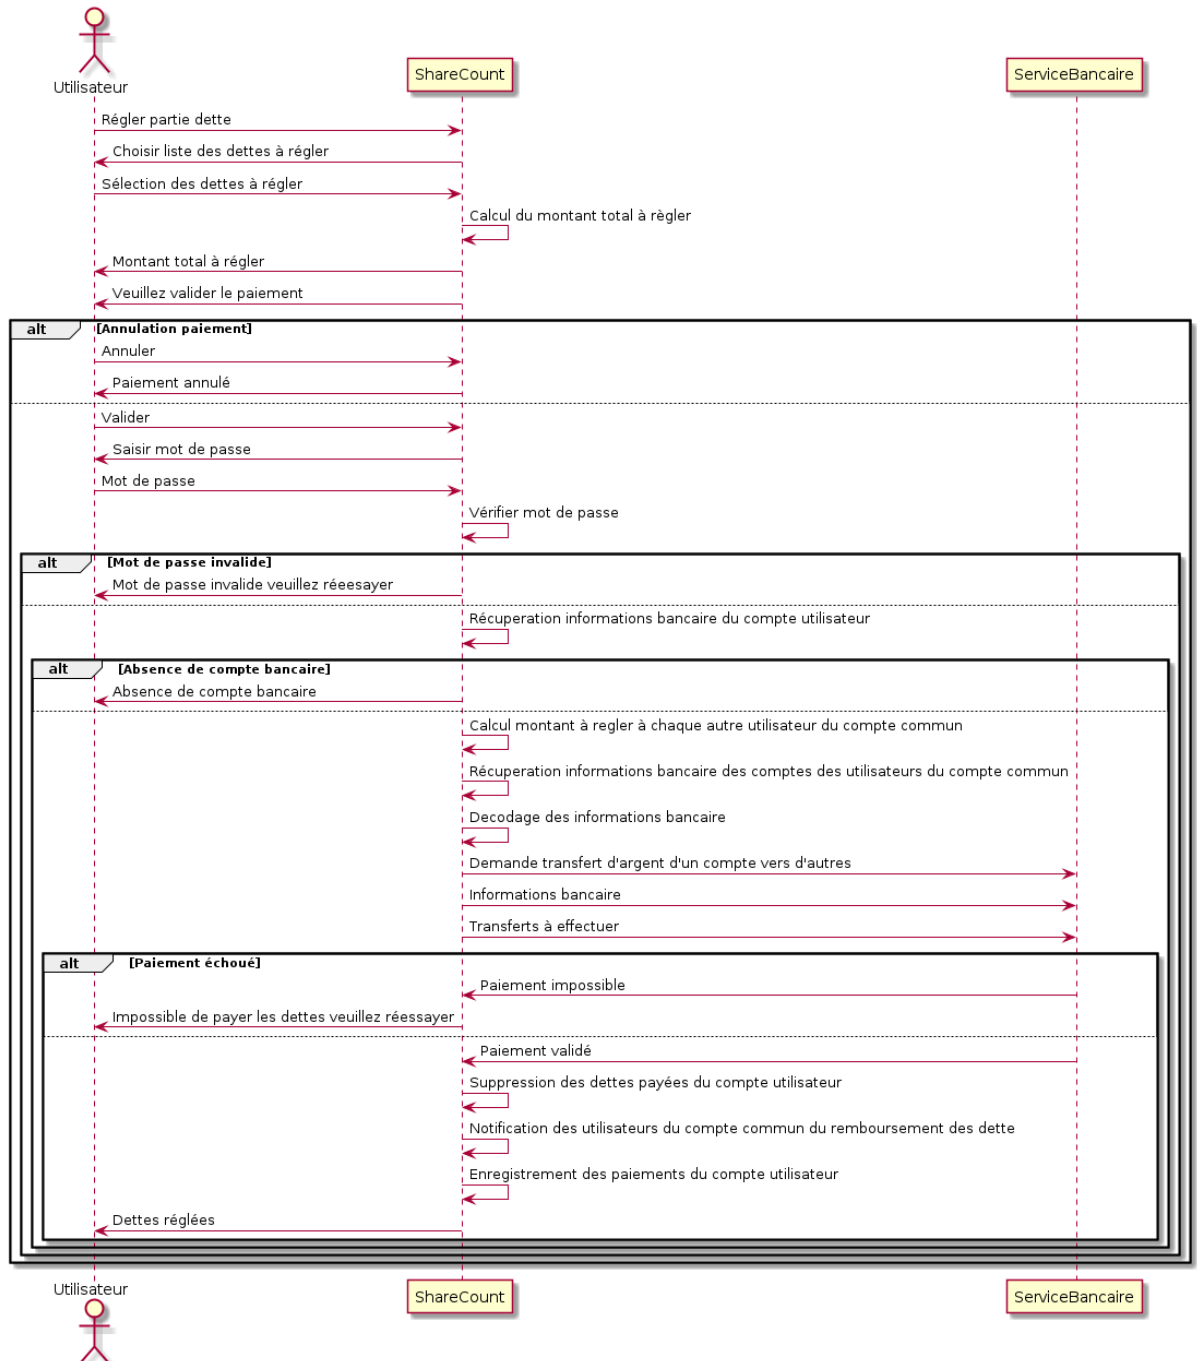 Utilisateur
ShareCount
ServiceBancaire
Régler partie dette
Choisir liste des dettes à régler
Sélection des dettes à régler
Calcul du montant total à règler
Montant total à régler
Veuillez valider le paiement
alt [Annulation paiement]
Annuler
Paiement annulé
Valider
Saisir mot de passe
Mot de passe
Vérifier mot de passe
alt [Mot de passe invalide]
Mot de passe invalide veuillez réeesayer
Récuperation informations bancaire du compte utilisateur
alt [Absence de compte bancaire]
Absence de compte bancaire
Calcul montant à regler à chaque autre utilisateur du compte commun
Récuperation informations bancaire des comptes des utilisateurs du compte commun
Decodage des informations bancaire
Demande transfert d'argent d'un compte vers d'autres
Informations bancaire
Transferts à effectuer
alt [Paiement échoué]
Paiement impossible
Impossible de payer les dettes veuillez réessayer
Paiement validé
Suppression des dettes payées du compte utilisateur
Notification des utilisateurs du compte commun du remboursement des dette
Enregistrement des paiements du compte utilisateur
Dettes réglées
Utilisateur
ShareCount
ServiceBancaire